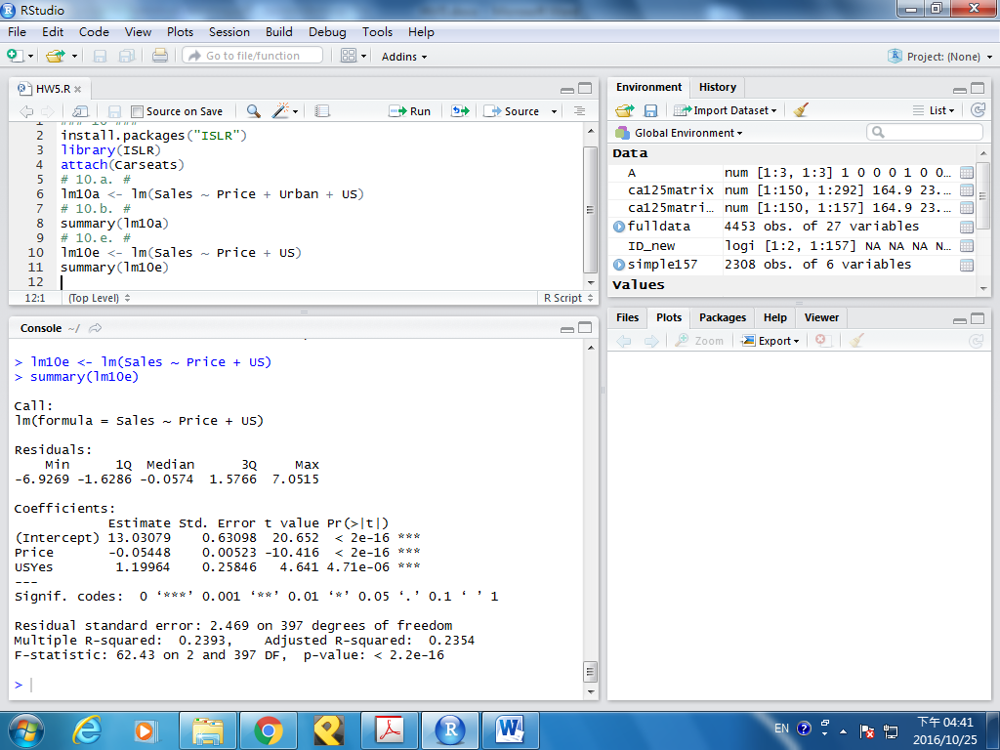 RStudio
File Edit Code View Plots Session Build Debug Tools Help
Go to file/function Addins Project: (None)
HW5.R
Source on Save Run Source
2 install.packages("ISLR")
3 library(ISLR)
4 attach(Carseats)
5 # 10.a. #
6 lm10a <- lm(Sales ~ Price + Urban + US)
7 # 10.b. #
8 summary(lm10a)
9 # 10.e. #
10 lm10e <- lm(Sales ~ Price + US)
11 summary(lm10e)
12
12:1 (Top Level) R Script
Console ~/
> lm10e <- lm(Sales ~ Price + US)
> summary(lm10e)
Call:
lm(formula = Sales ~ Price + US)
Residuals:
Min 1Q Median 3Q Max
-6.9269 -1.6286 -0.0574 1.5766 7.0515
Coefficients:
Estimate Std. Error t value Pr(>|t|)
(Intercept) 13.03079 0.63098 20.652 < 2e-16 ***
Price -0.05448 0.00523 -10.416 < 2e-16 ***
USYes 1.19964 0.25846 4.641 4.71e-06 ***
---
Signif. codes: 0 ‘***’ 0.001 ‘**’ 0.01 ‘*’ 0.05 ‘.’ 0.1 ‘ ’ 1
Residual standard error: 2.469 on 397 degrees of freedom
Multiple R-squared: 0.2393, Adjusted R-squared: 0.2354
F-statistic: 62.43 on 2 and 397 DF, p-value: < 2.2e-16
>
Environment History
Import Dataset List
Global Environment
Data
A num [1:3, 1:3] 1 0 0 0 1 0 0…
ca125matrix num [1:150, 1:292] 164.9 23.…
ca125matri… num [1:150, 1:157] 164.9 23.…
fulldata 4453 obs. of 27 variables
ID_new logi [1:2, 1:157] NA NA NA N…
simple157 2308 obs. of 6 variables
Values
Files Plots Packages Help Viewer
Zoom Export
EN 下午 04:41
2016/10/25